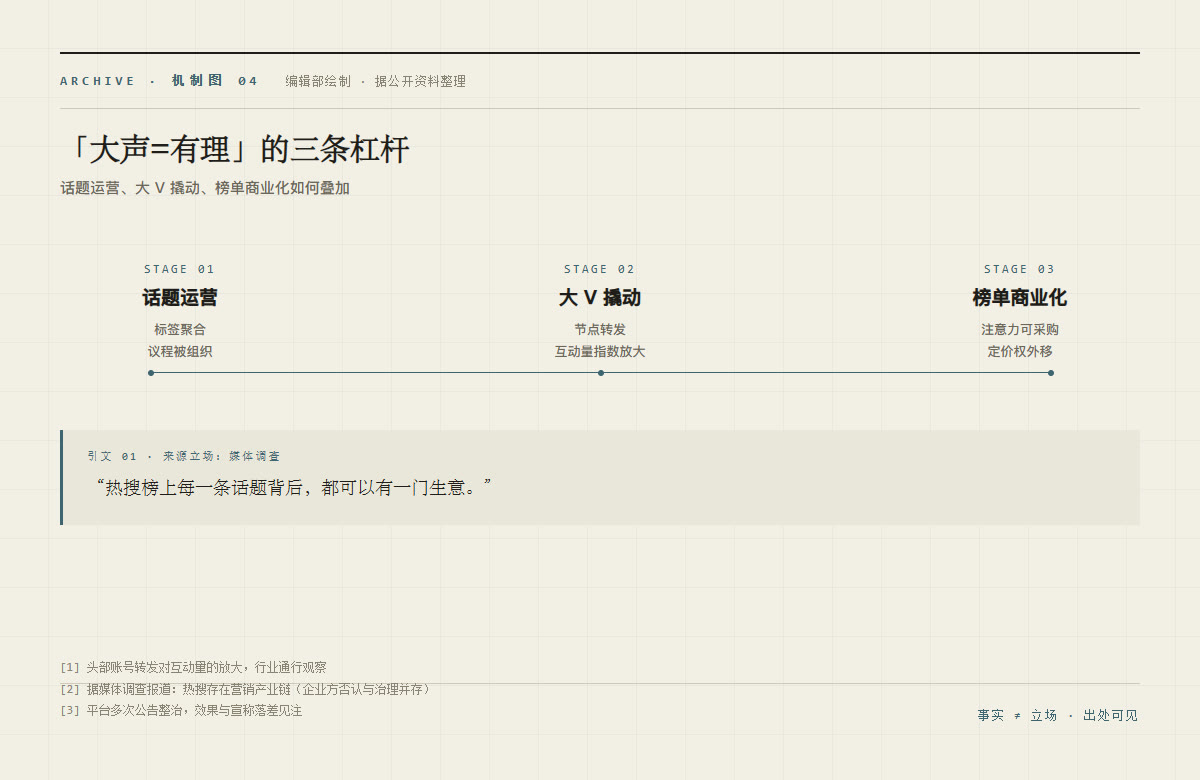 ARCHIVE · 机制图 04 编辑部绘制 · 据公开资料整理
「大声=有理」的三条杠杆
话题运营、大 V 撬动、榜单商业化如何叠加
STAGE 01
话题运营
标签聚合
议程被组织
STAGE 02
大 V 撬动
节点转发
互动量指数放大
STAGE 03
榜单商业化
注意力可采购
定价权外移
引文 01 · 来源立场：媒体调查
“热搜榜上每一条话题背后，都可以有一门生意。”
[1] 头部账号转发对互动量的放大，行业通行观察
[2] 据媒体调查报道：热搜存在营销产业链（企业方否认与治理并存）
[3] 平台多次公告整治，效果与宣称落差见注
事实 ≠ 立场 · 出处可见